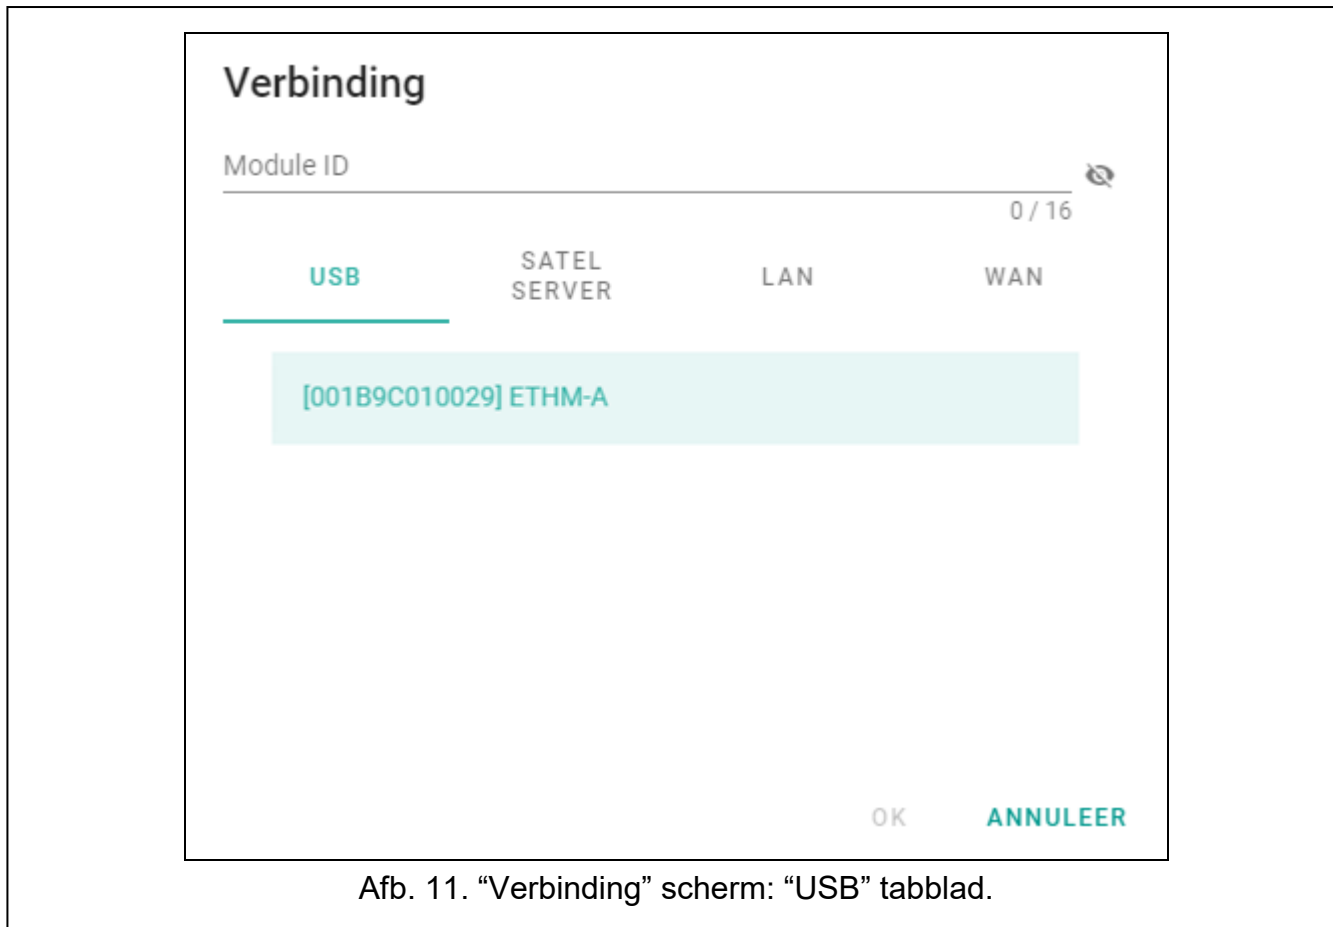 Verbinding
Module ID
0 / 16
USB
SATEL
SERVER
LAN
WAN
[001B9C010029] ETHM-A
OK
ANNULEER
Afb. 11. “Verbinding” scherm: “USB” tabblad.